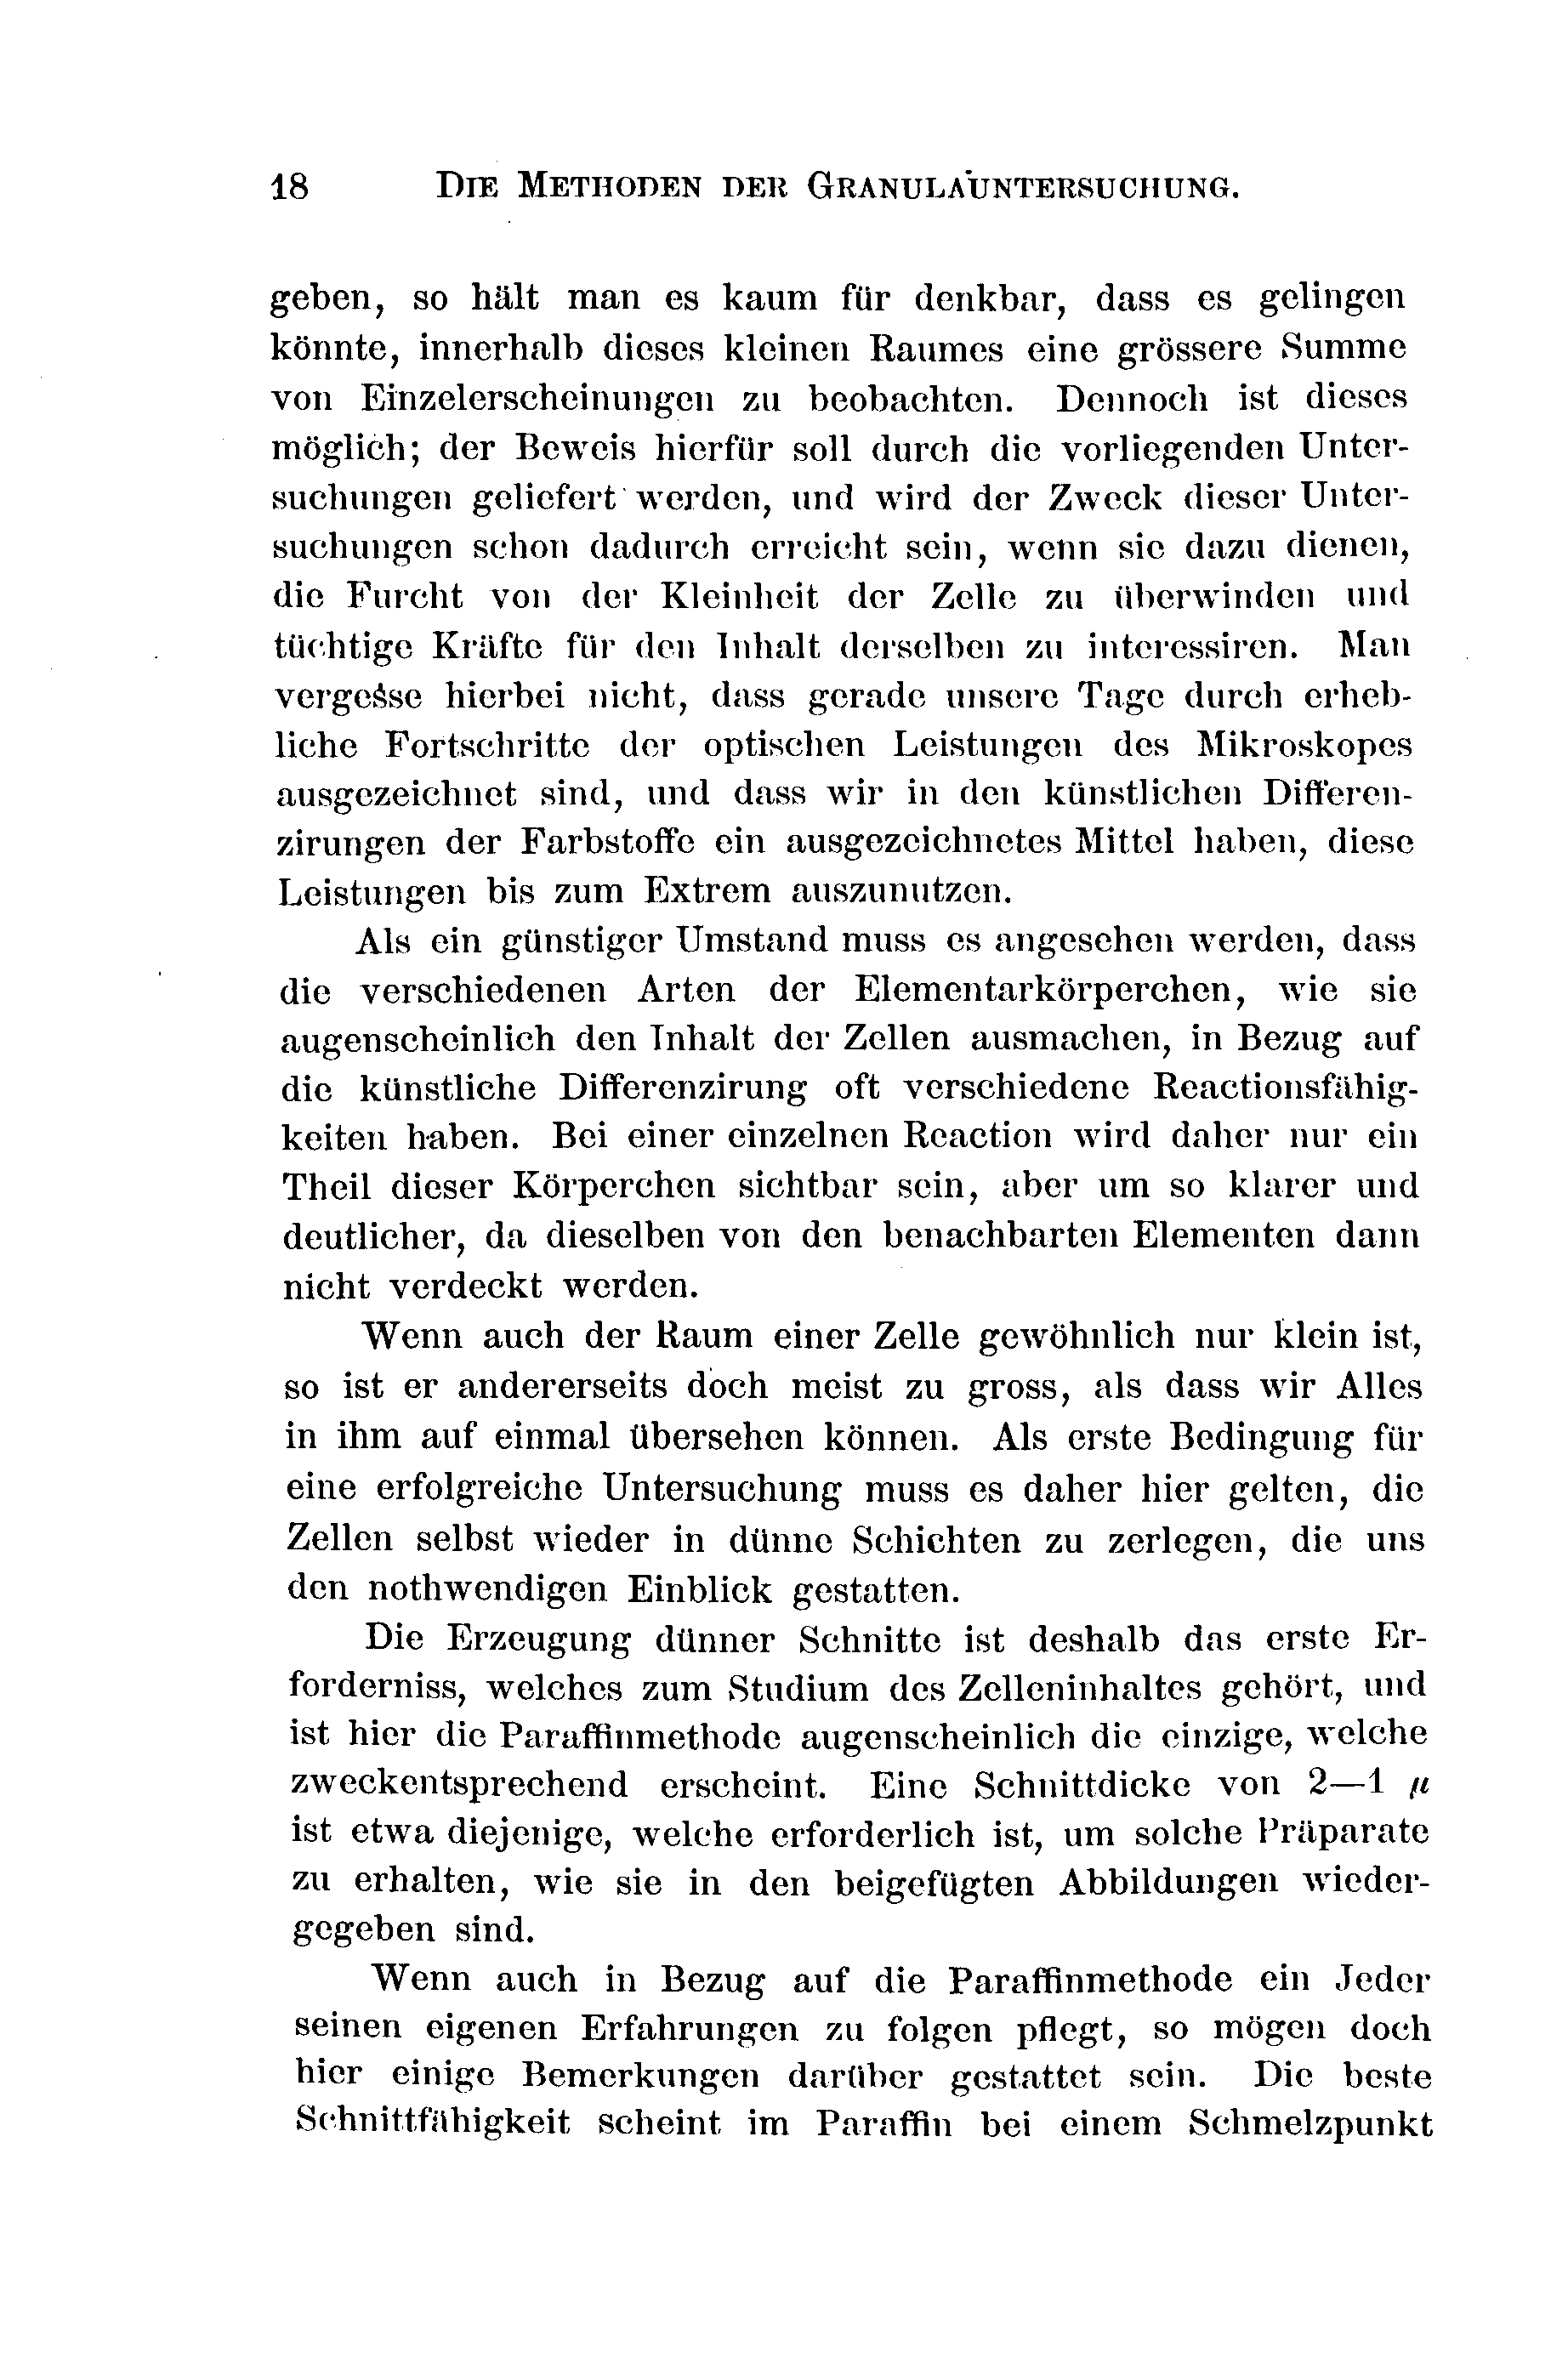 18 DIE METHODEN DER GRANULAUNTERSUCHUNG.
geben, so hält man es kaum für denkbar, dass es gelingen
könnte, innerhalb dieses kleinen Raumes eine grössere Summe
von Einzelerscheinungen zu beobachten. Dennoch ist dieses
möglich; der Beweis hierfür soll durch die vorliegenden Unter-
suchungen geliefert werden, und wird der Zweck dieser Unter-
suchungen schon dadurch erreicht sein, wenn sie dazu dienen,
die Furcht von der Kleinheit der Zelle zu überwinden und
tüchtige Kräfte für den Inhalt derselben zu interessiren. Man
vergesse hierbei nicht, dass gerade unsere Tage durch erheb-
liche Fortschritte der optischen Leistungen des Mikroskopes
ausgezeichnet sind, und dass wir in den künstlichen Differen-
zirungen der Farbstoffe ein ausgezeichnetes Mittel haben, diese
Leistungen bis zum Extrem auszunutzen.
Als ein günstiger Umstand muss es angesehen werden, dass
die verschiedenen Arten der Elementarkörperchen, wie sie
augenscheinlich den Inhalt der Zellen ausmachen, in Bezug auf
die künstliche Differenzirung oft verschiedene Reactionsfähig-
keiten haben. Bei einer einzelnen Reaction wird daher nur ein
Theil dieser Körperchen sichtbar sein, aber um so klarer und
deutlicher, da dieselben von den benachbarten Elementen dann
nicht verdeckt werden.
Wenn auch der Raum einer Zelle gewöhnlich nur klein ist,
so ist er andererseits doch meist zu gross, als dass wir Alles
in ihm auf einmal übersehen können. Als erste Bedingung für
eine erfolgreiche Untersuchung muss es daher hier gelten, die
Zellen selbst wieder in dünne Schichten zu zerlegen, die uns
den nothwendigen Einblick gestatten.
Die Erzeugung dünner Schnitte ist deshalb das erste Er-
forderniss, welches zum Studium des Zelleninhaltes gehört, und
ist hier die Paraffinmethode augenscheinlich die einzige, welche
zweckentsprechend erscheint. Eine Schnittdicke von 2—1 μ
ist etwa diejenige, welche erforderlich ist, um solche Präparate
zu erhalten, wie sie in den beigefügten Abbildungen wieder-
gegeben sind.
Wenn auch in Bezug auf die Paraffinmethode ein Jeder
seinen eigenen Erfahrungen zu folgen pflegt, so mögen doch
hier einige Bemerkungen darüber gestattet sein. Die beste
Schnittfähigkeit scheint im Paraffin bei einem Schmelzpunkt